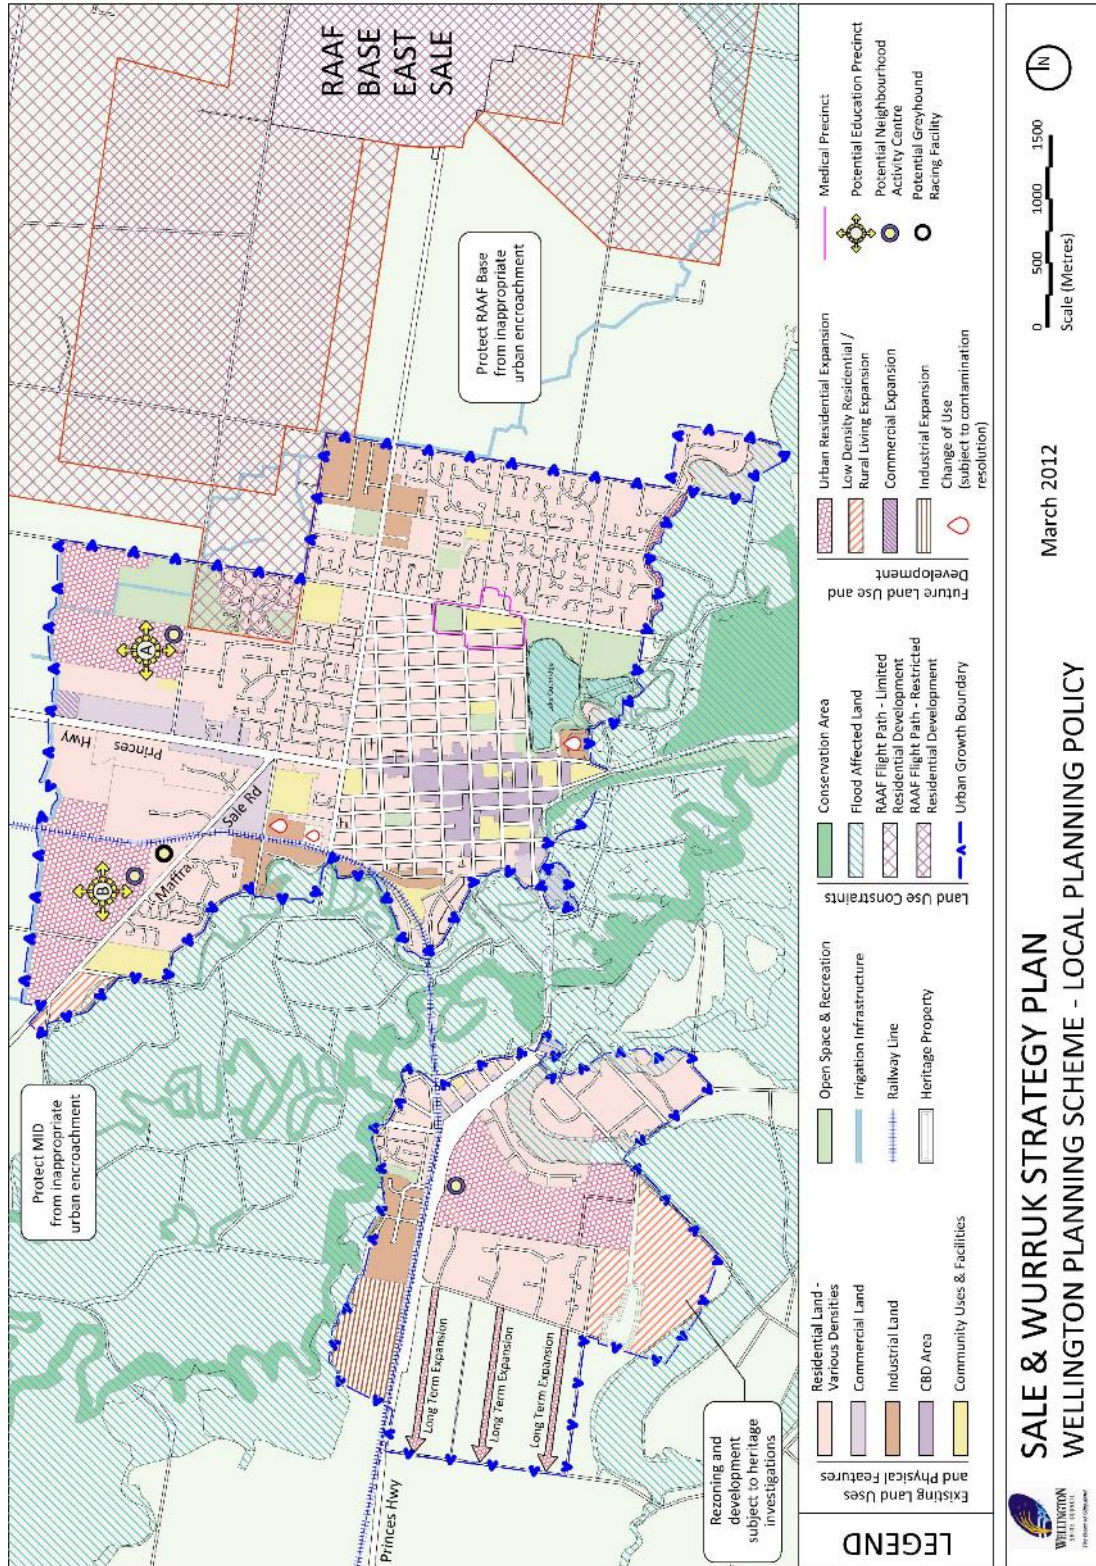 RAAF
BASE
EAST
SALE
Protect RAAF Base
from inappropriate
urban encroachment
Protect MID
from inappropriate
urban encroachment
Princes
Hwy
Maffra
Sale Rd
A
B
Lake Guthridge
Princes Hwy
Long Term Expansion
Long Term Expansion
Long Term Expansion
Rezoning and
development
subject to heritage
investigations
LEGEND
Existing Land Uses
and Physical Features
Residential Land -
Various Densities
Commercial Land
Industrial Land
CBD Area
Community Uses & Facilities
Open Space & Recreation
Irrigation Infrastructure
Railway Line
Heritage Property
Land Use Constraints
Conservation Area
Flood Affected Land
RAAF Flight Path - Limited
Residential Development
RAAF Flight Path - Restricted
Residential Development
Urban Growth Boundary
Future Land Use and
Development
Urban Residential Expansion
Low Density Residential /
Rural Living Expansion
Commercial Expansion
Industrial Expansion
Change of Use
(subject to contamination
resolution)
Medical Precinct
Potential Education Precinct
Potential Neighbourhood
Activity Centre
Potential Greyhound
Racing Facility
WELLINGTON
SHIRE COUNCIL
SALE & WURRUK STRATEGY PLAN
WELLINGTON PLANNING SCHEME - LOCAL PLANNING POLICY
March 2012
0 500 1000 1500
Scale (Metres)
N